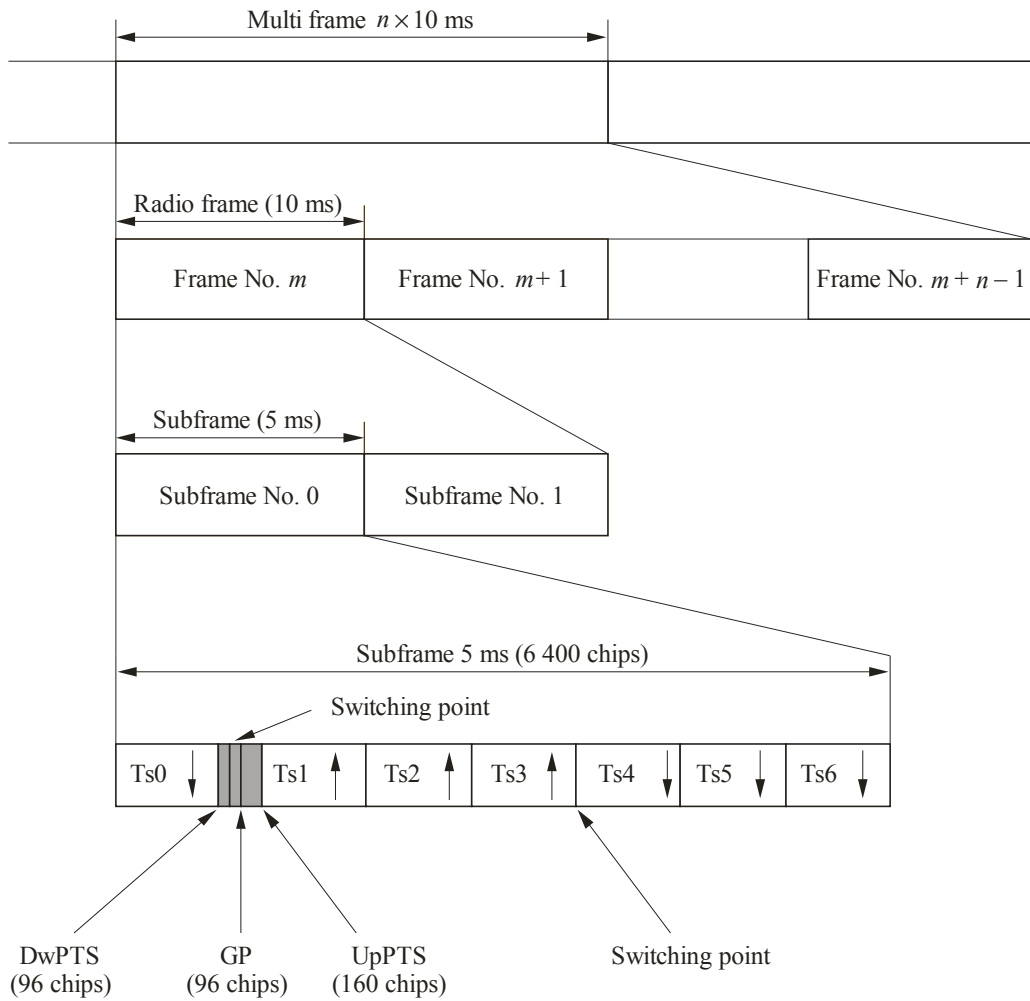 Multi frame n × 10 ms
Radio frame (10 ms)
Frame No. m
Frame No. m + 1
Frame No. m + n – 1
Subframe (5 ms)
Subframe No. 0
Subframe No. 1
Subframe 5 ms (6 400 chips)
Switching point
Ts0
Ts1
Ts2
Ts3
Ts4
Ts5
Ts6
DwPTS
(96 chips)
GP
(96 chips)
UpPTS
(160 chips)
Switching point